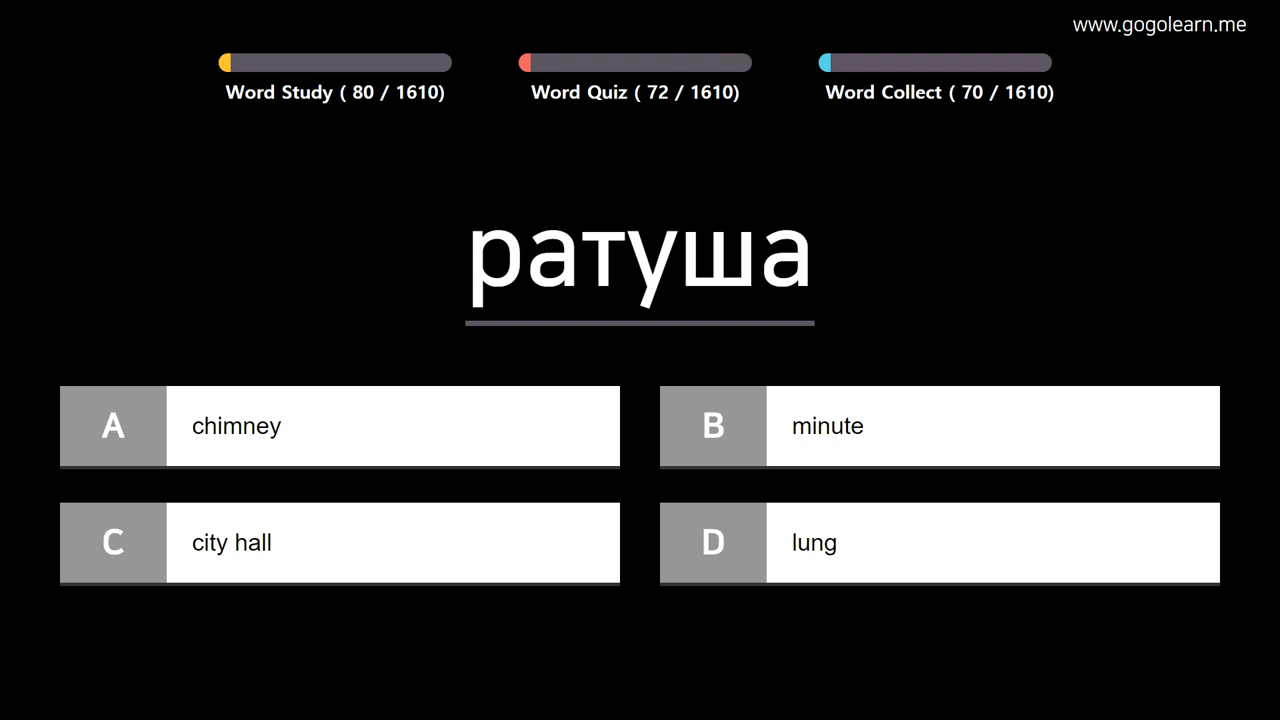 www.gogolearn.me
Word Study ( 80 / 1610)
Word Quiz ( 72 / 1610)
Word Collect ( 70 / 1610)
ратуша
A chimney
B minute
C city hall
D lung